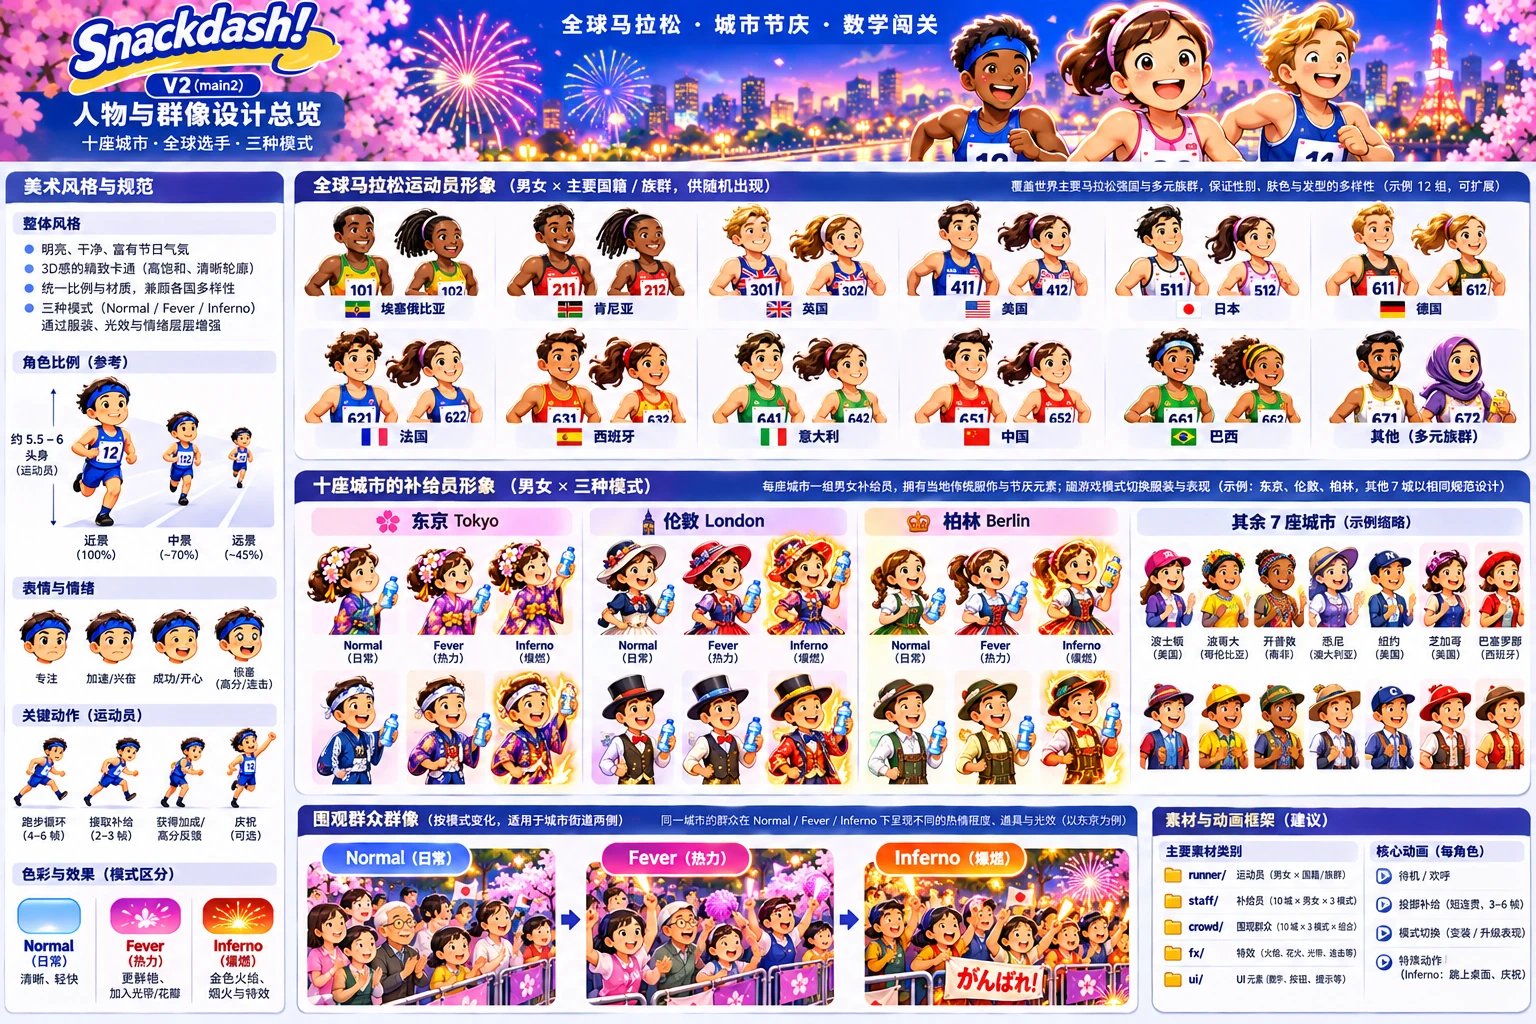 Snackdash!
V2 (main2)
人物与群像设计总览
十座城市 · 全球选手 · 三种模式
全球马拉松 · 城市节庆 · 数学闯关
12
11
美术风格与规范
整体风格
明亮、干净、富有节日气氛
3D感的精致卡通（高饱和、清晰轮廓）
统一比例与材质，兼顾各国多样性
三种模式（Normal / Fever / Inferno）
通过服装、光效与情绪层层增强
角色比例（参考）
约 5.5 – 6
头身
（运动员）
12
12
近景
(100%)
中景
(~70%)
远景
(~45%)
表情与情绪
专注
加速/兴奋
成功/开心
（高分/连击）
关键动作（运动员）
跑步循环
（4–6 帧）
接取补给
（2–3 帧）
获得加成/
高分反馈
12
庆祝
（可选）
色彩与效果（模式区分）
Normal
（日常）
清晰、轻快
Fever
（热力）
更鲜艳、
加入光带/花瓣
Inferno
（爆燃）
金色火焰、
烟火与特效
全球马拉松运动员形象 （男女 × 主要国籍 / 族群，供随机出现）
覆盖世界主要马拉松强国与多元族群，保证性别、肤色与发型的多样性（示例 12 组，可扩展）
101
102
埃塞俄比亚
211
212
肯尼亚
301
302
英国
411
412
美国
511
512
日本
611
612
德国
621
622
法国
631
632
西班牙
641
642
意大利
651
652
中国
661
662
巴西
671
672
其他（多元族群）
十座城市的补给员形象 （男女 × 三种模式）
每座城市一组男女补给员，拥有当地传统服饰与节庆元素；随游戏模式切换服装与表现（示例：东京、伦敦、柏林，其他 7 城以相同规范设计）
东京 Tokyo
Normal
（日常）
Fever
（热力）
Inferno
（爆燃）
伦敦 London
Normal
（日常）
Fever
（热力）
Inferno
（爆燃）
柏林 Berlin
Normal
（日常）
Fever
（热力）
Inferno
（爆燃）
其余 7 座城市（示例缩略）
波士顿
（美国）
波哥大
（哥伦比亚）
开普敦
（南非）
悉尼
（澳大利亚）
纽约
（美国）
芝加哥
（美国）
巴塞罗那
（西班牙）
围观群众群像 （按模式变化，适用于城市街道两侧）
同一城市的群众在 Normal / Fever / Inferno 下呈现不同的热情程度、道具与光效（以东京为例）
Normal（日常）
Fever（热力）
Inferno（爆燃）
がんばれ!
素材与动画框架（建议）
主要素材类别
runner/ 运动员（男女 × 国籍/族群）
staff/ 补给员（10 城 × 男女 × 3 模式）
crowd/ 围观群众（10 城 × 3 模式 × 组合）
fx/ 特效（火焰、花火、光带、连击等）
ui/ UI 元素（数字、按钮、提示等）
核心动画（每角色）
待机 / 欢呼
投掷补给（短连贯，3–6 帧）
模式切换（变装 / 升级表现）
特殊动作
（Inferno：跳上桌面、庆祝）